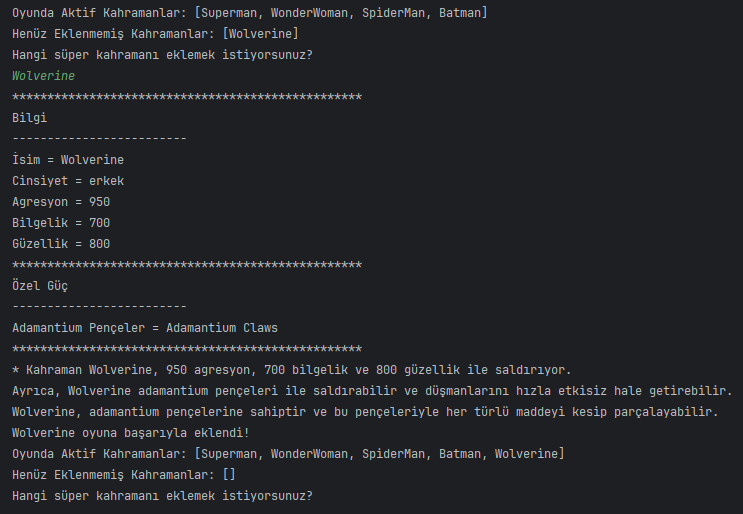 Oyunda Aktif Kahramanlar: [Superman, WonderWoman, SpiderMan, Batman]
Henüz Eklenmemiş Kahramanlar: [Wolverine]
Hangi süper kahramanı eklemek istiyorsunuz?
Wolverine
**************************************************
Bilgi
-------------------------
İsim = Wolverine
Cinsiyet = erkek
Agresyon = 950
Bilgelik = 700
Güzellik = 800
**************************************************
Özel Güç
-------------------------
Adamantium Pençeler = Adamantium Claws
**************************************************
* Kahraman Wolverine, 950 agresyon, 700 bilgelik ve 800 güzellik ile saldırıyor.
Ayrıca, Wolverine adamantium pençeleri ile saldırabilir ve düşmanlarını hızla etkisiz hale getirebilir.
Wolverine, adamantium pençelerine sahiptir ve bu pençeleriyle her türlü maddeyi kesip parçalayabilir.
Wolverine oyuna başarıyla eklendi!
Oyunda Aktif Kahramanlar: [Superman, WonderWoman, SpiderMan, Batman, Wolverine]
Henüz Eklenmemiş Kahramanlar: []
Hangi süper kahramanı eklemek istiyorsunuz?